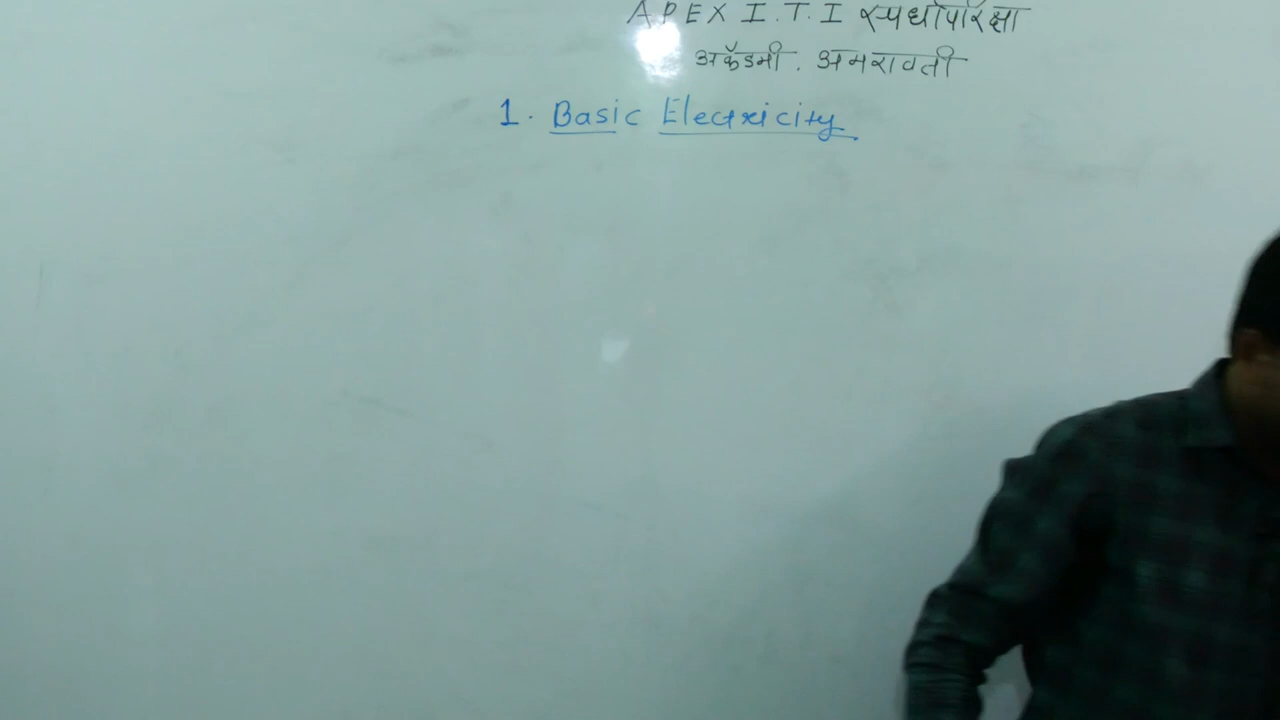 APEX I.T.I स्पर्धापरिक्षा
अकॅडमी. अमरावती
1. Basic Electricity